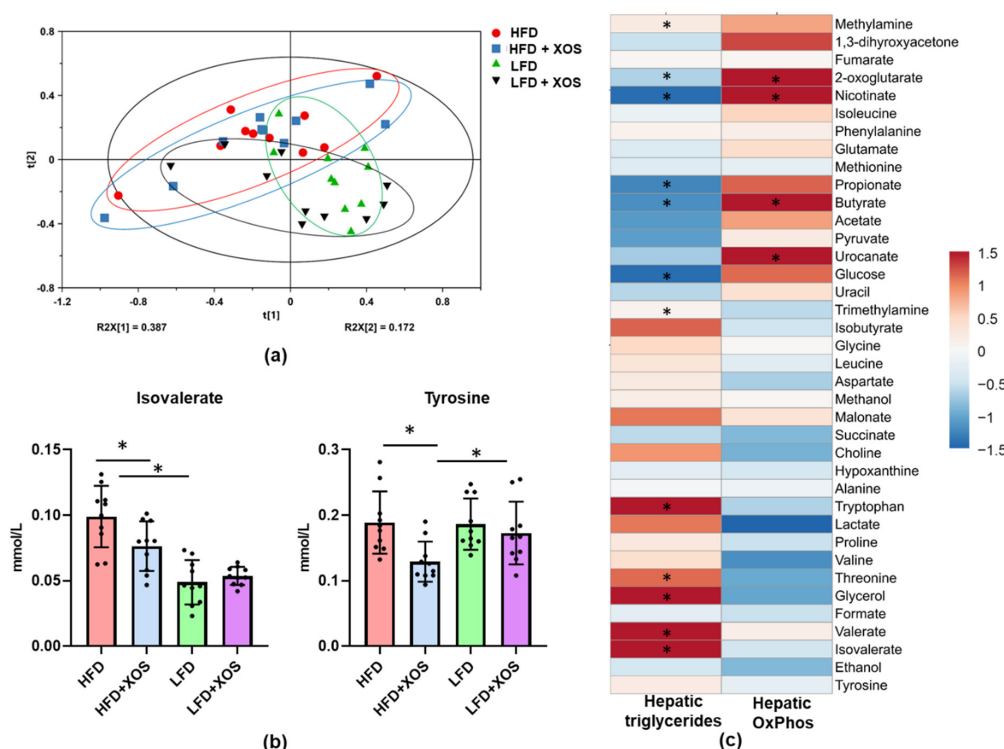 0.8
0.4
0
-0.4
0.8
-1.2
-0.8
-0.4
0
0.4
0.8
1.2
t[2]
t[1]
R2X[1] = 0.387
R2X[2] = 0.172
HFD
HFD + XOS
LFD
LFD + XOS
(a)
Isovalerate
mmol/L
0.15
0.10
0.05
0.00
*
*
HFD
HFD+XOS
LFD
LFD+XOS
Tyrosine
mmol/L
0.3
0.2
0.1
0.0
*
*
HFD
HFD+XOS
LFD
LFD+XOS
(b)
* Methylamine
1,3-dihyroxyacetone
Fumarate
* * 2-oxoglutarate
* * Nicotinate
Isoleucine
Phenylalanine
Glutamate
Methionine
* Propionate
* * Butyrate
Acetate
Pyruvate
* Urocanate
* Glucose
Uracil
* Trimethylamine
Isobutyrate
Glycine
Leucine
Aspartate
Methanol
Malonate
Succinate
Choline
Hypoxanthine
Alanine
* Tryptophan
Lactate
Proline
Valine
* Threonine
* Glycerol
Formate
* Valerate
* Isovalerate
Ethanol
Tyrosine
Hepatic
triglycerides
Hepatic
OxPhos
1.5
1
0.5
0
-0.5
-1
-1.5
(c)